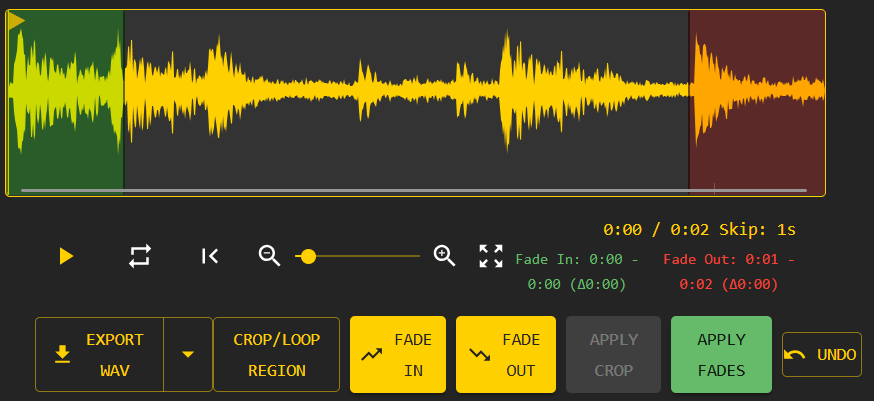 0:00 / 0:02 Skip: 1s
Fade In: 0:00 -
0:00 (Δ0:00)
Fade Out: 0:01 -
0:02 (Δ0:00)
EXPORT
WAV
CROP/LOOP
REGION
FADE
IN
FADE
OUT
APPLY
CROP
APPLY
FADES
UNDO